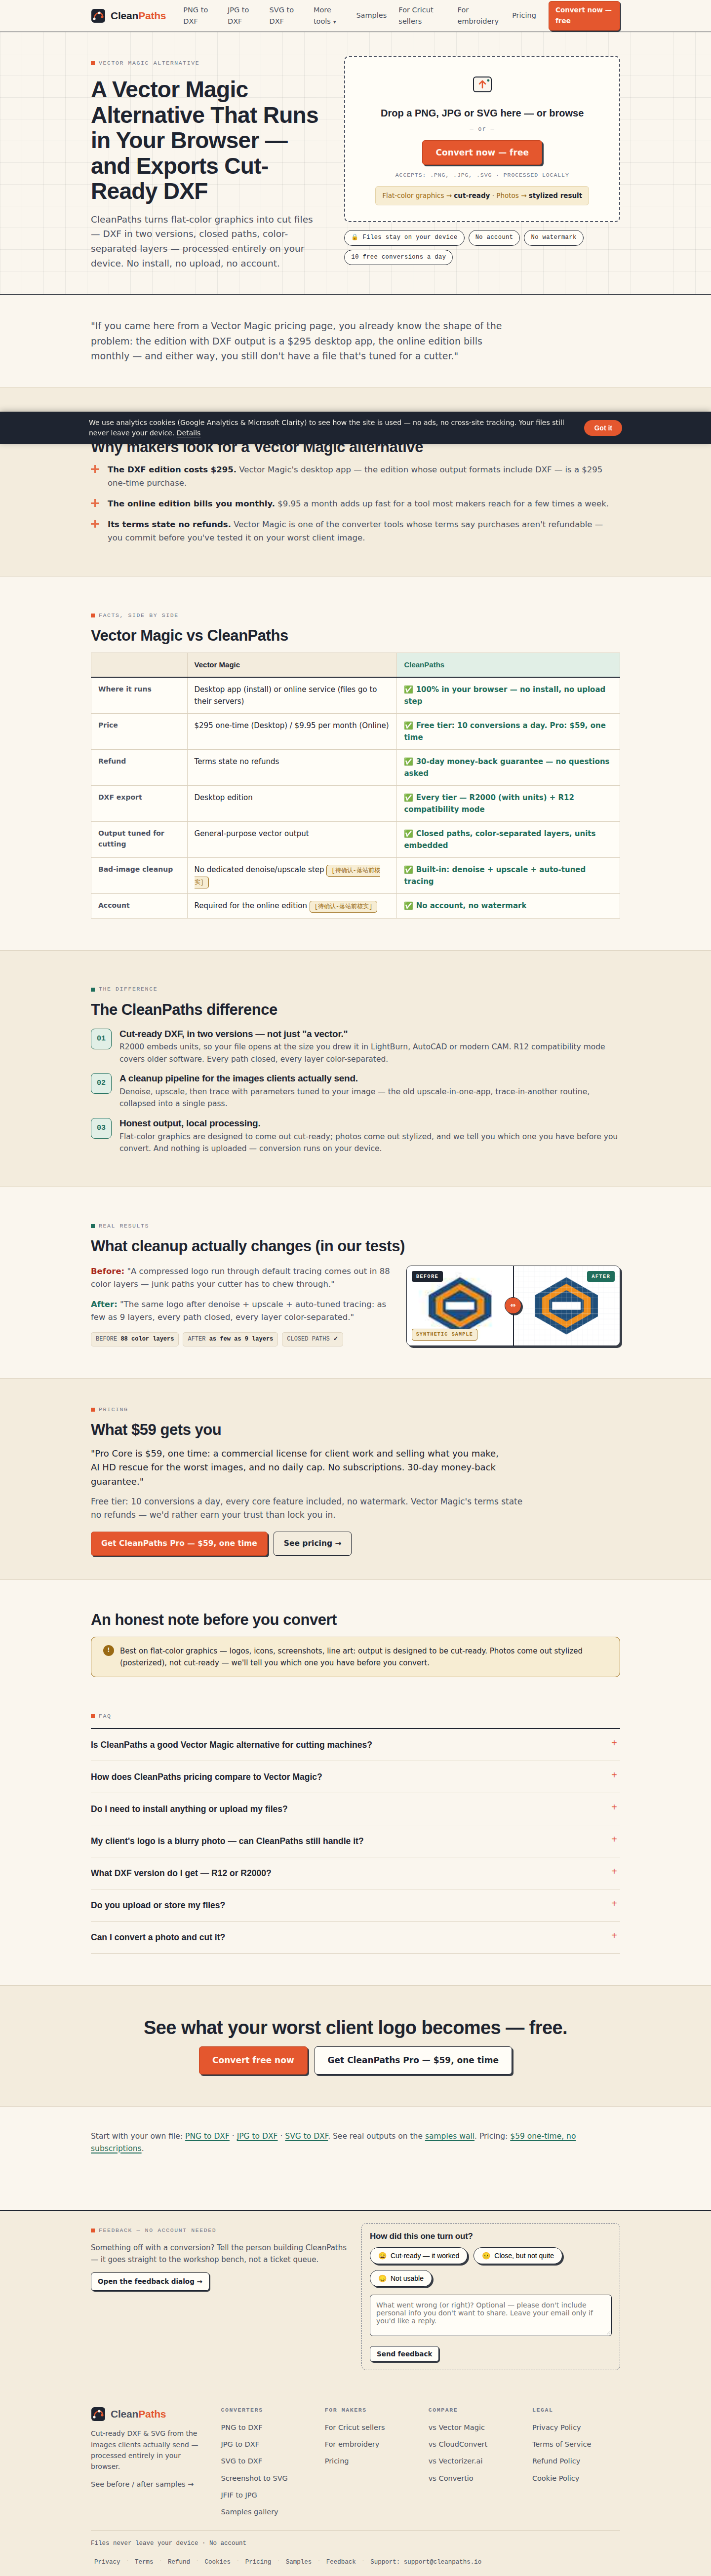 CleanPaths
PNG to DXF
JPG to DXF
SVG to DXF
More tools ▾
Samples
For Cricut sellers
For embroidery
Pricing
Convert now — free
VECTOR MAGIC ALTERNATIVE
A Vector Magic
Alternative That Runs
in Your Browser —
and Exports Cut-
Ready DXF
CleanPaths turns flat-color graphics into cut files
— DXF in two versions, closed paths, color-
separated layers — processed entirely on your
device. No install, no upload, no account.
Drop a PNG, JPG or SVG here — or browse
— or —
Convert now — free
ACCEPTS: .PNG, .JPG, .SVG · PROCESSED LOCALLY
Flat-color graphics → cut-ready · Photos → stylized result
🔒 Files stay on your device
No account
No watermark
10 free conversions a day
"If you came here from a Vector Magic pricing page, you already know the shape of the
problem: the edition with DXF output is a $295 desktop app, the online edition bills
monthly — and either way, you still don't have a file that's tuned for a cutter."
We use analytics cookies (Google Analytics & Microsoft Clarity) to see how the site is used — no ads, no cross-site tracking. Your files still
never leave your device. Details
Got it
Why makers look for a Vector Magic alternative
The DXF edition costs $295. Vector Magic's desktop app — the edition whose output formats include DXF — is a $295
one-time purchase.
The online edition bills you monthly. $9.95 a month adds up fast for a tool most makers reach for a few times a week.
Its terms state no refunds. Vector Magic is one of the converter tools whose terms say purchases aren't refundable —
you commit before you've tested it on your worst client image.
FACTS, SIDE BY SIDE
Vector Magic vs CleanPaths
Vector Magic
CleanPaths
Where it runs
Desktop app (install) or online service (files go to
their servers)
✅ 100% in your browser — no install, no upload
step
Price
$295 one-time (Desktop) / $9.95 per month (Online)
✅ Free tier: 10 conversions a day. Pro: $59, one
time
Refund
Terms state no refunds
✅ 30-day money-back guarantee — no questions
asked
DXF export
Desktop edition
✅ Every tier — R2000 (with units) + R12
compatibility mode
Output tuned for
cutting
General-purpose vector output
✅ Closed paths, color-separated layers, units
embedded
Bad-image cleanup
No dedicated denoise/upscale step [待确认-落站前核
实]
✅ Built-in: denoise + upscale + auto-tuned
tracing
Account
Required for the online edition [待确认-落站前核实]
✅ No account, no watermark
THE DIFFERENCE
The CleanPaths difference
01
Cut-ready DXF, in two versions — not just "a vector."
R2000 embeds units, so your file opens at the size you drew it in LightBurn, AutoCAD or modern CAM. R12 compatibility mode
covers older software. Every path closed, every layer color-separated.
02
A cleanup pipeline for the images clients actually send.
Denoise, upscale, then trace with parameters tuned to your image — the old upscale-in-one-app, trace-in-another routine,
collapsed into a single pass.
03
Honest output, local processing.
Flat-color graphics are designed to come out cut-ready; photos come out stylized, and we tell you which one you have before you
convert. And nothing is uploaded — conversion runs on your device.
REAL RESULTS
What cleanup actually changes (in our tests)
Before: "A compressed logo run through default tracing comes out in 88
color layers — junk paths your cutter has to chew through."
After: "The same logo after denoise + upscale + auto-tuned tracing: as
few as 9 layers, every path closed, every layer color-separated."
BEFORE 88 color layers
AFTER as few as 9 layers
CLOSED PATHS ✓
BEFORE
AFTER
SYNTHETIC SAMPLE
PRICING
What $59 gets you
"Pro Core is $59, one time: a commercial license for client work and selling what you make,
AI HD rescue for the worst images, and no daily cap. No subscriptions. 30-day money-back
guarantee."
Free tier: 10 conversions a day, every core feature included, no watermark. Vector Magic's terms state
no refunds — we'd rather earn your trust than lock you in.
Get CleanPaths Pro — $59, one time
See pricing →
An honest note before you convert
! Best on flat-color graphics — logos, icons, screenshots, line art: output is designed to be cut-ready. Photos come out stylized
(posterized), not cut-ready — we'll tell you which one you have before you convert.
FAQ
Is CleanPaths a good Vector Magic alternative for cutting machines? +
How does CleanPaths pricing compare to Vector Magic? +
Do I need to install anything or upload my files? +
My client's logo is a blurry photo — can CleanPaths still handle it? +
What DXF version do I get — R12 or R2000? +
Do you upload or store my files? +
Can I convert a photo and cut it? +
See what your worst client logo becomes — free.
Convert free now
Get CleanPaths Pro — $59, one time
Start with your own file: PNG to DXF · JPG to DXF · SVG to DXF. See real outputs on the samples wall. Pricing: $59 one-time, no
subscriptions.
FEEDBACK — NO ACCOUNT NEEDED
Something off with a conversion? Tell the person building CleanPaths
— it goes straight to the workshop bench, not a ticket queue.
Open the feedback dialog →
How did this one turn out?
Cut-ready — it worked
Close, but not quite
Not usable
What went wrong (or right)? Optional — please don't include
personal info you don't want to share. Leave your email only if
you'd like a reply.
Send feedback
CleanPaths
Cut-ready DXF & SVG from the
images clients actually send —
processed entirely in your
browser.
See before / after samples →
CONVERTERS
PNG to DXF
JPG to DXF
SVG to DXF
Screenshot to SVG
JFIF to JPG
Samples gallery
FOR MAKERS
For Cricut sellers
For embroidery
Pricing
COMPARE
vs Vector Magic
vs CloudConvert
vs Vectorizer.ai
vs Convertio
LEGAL
Privacy Policy
Terms of Service
Refund Policy
Cookie Policy
Files never leave your device · No account
Privacy Terms Refund Cookies Pricing Samples Feedback Support: support@cleanpaths.io